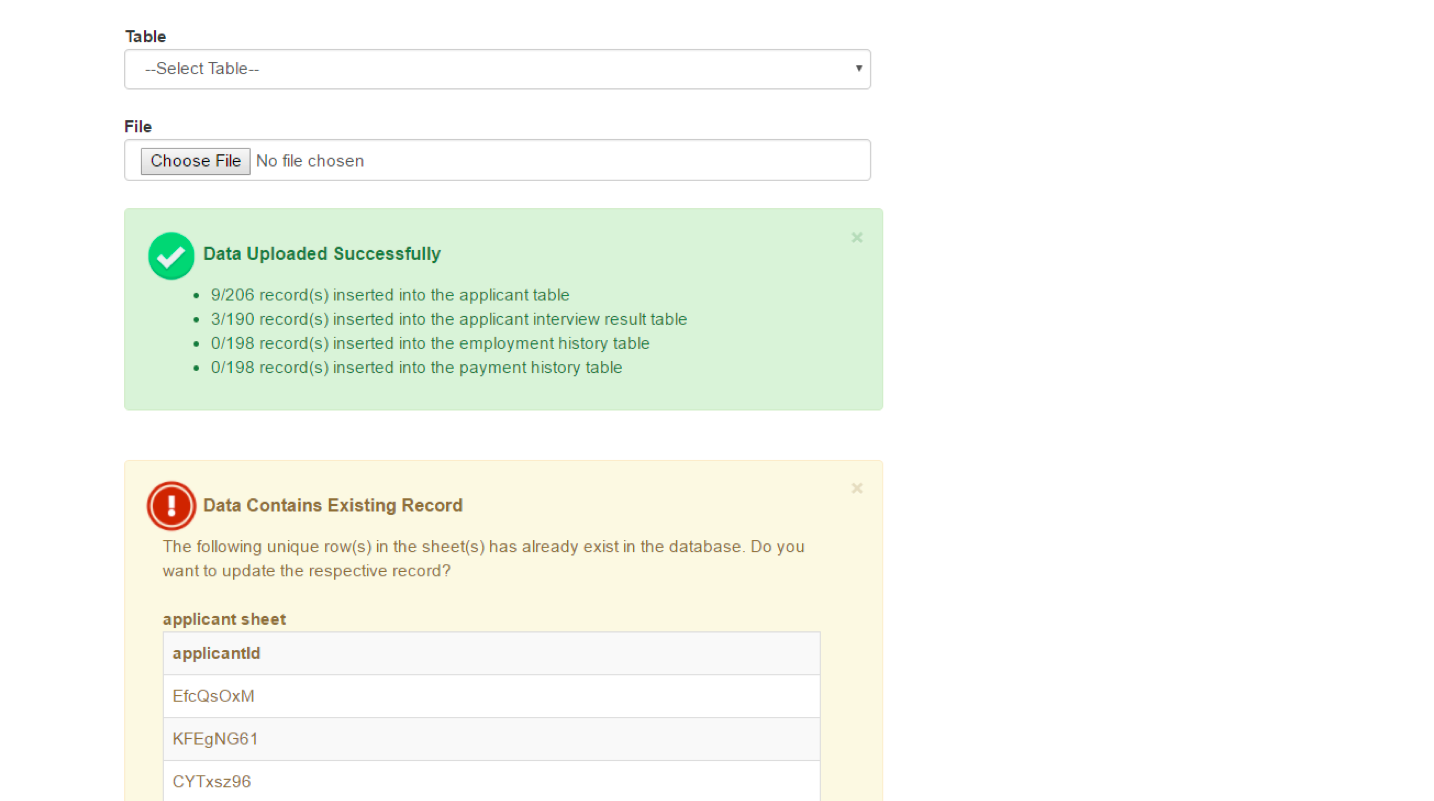 Table
--Select Table--
File
Choose File No file chosen
×
Data Uploaded Successfully
• 9/206 record(s) inserted into the applicant table
• 3/190 record(s) inserted into the applicant interview result table
• 0/198 record(s) inserted into the employment history table
• 0/198 record(s) inserted into the payment history table
×
Data Contains Existing Record
The following unique row(s) in the sheet(s) has already exist in the database. Do you
want to update the respective record?
applicant sheet
applicantId
EfcQsOxM
KFEgNG61
CYTxsz96